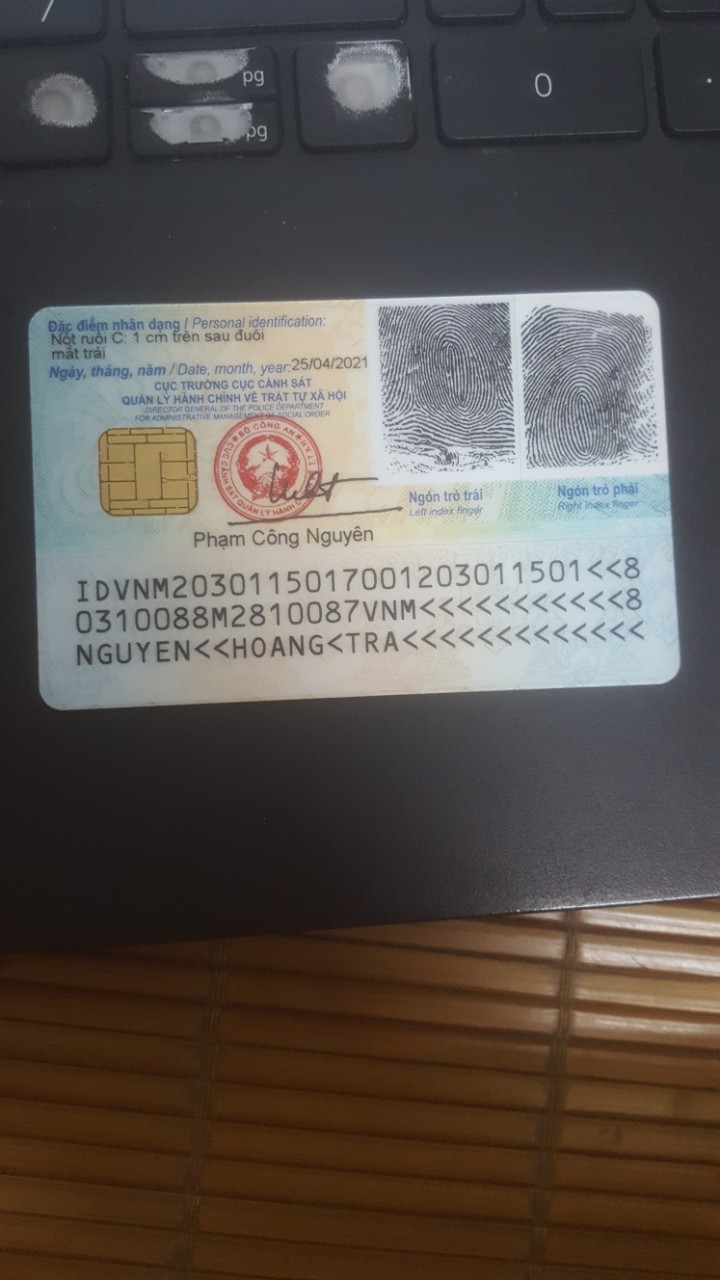 /
pg
pg
0
.
Đặc điểm nhân dạng / Personal identification:
Nốt ruồi C: 1 cm trên sau đuôi
mắt trái
Ngày, tháng, năm / Date, month, year:25/04/2021
CỤC TRƯỞNG CỤC CẢNH SÁT
QUẢN LÝ HÀNH CHÍNH VỀ TRẬT TỰ XÃ HỘI
DIRECTOR GENERAL OF THE POLICE DEPARTMENT
FOR ADMINISTRATIVE MANAGEMENT OF SOCIAL ORDER
BỘ CÔNG AN
CỤC CẢNH SÁT QUẢN LÝ HÀNH
Ngón trỏ trái
Left index finger
Ngón trỏ phải
Right index finger
Phạm Công Nguyên
IDVNM2030115017001203011501<<8
0310088M2810087VNM<<<<<<<<<<<8
NGUYEN<<HOANG<TRA<<<<<<<<<<<<<